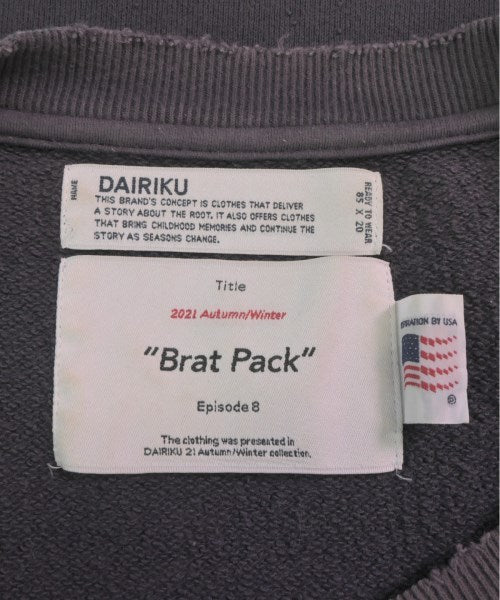 NAME
DAIRIKU
THIS BRAND'S CONCEPT IS CLOTHES THAT DELIVER
A STORY ABOUT THE ROOT. IT ALSO OFFERS CLOTHES
THAT BRING CHILDHOOD MEMORIES AND CONTINUE THE
STORY AS SEASONS CHANGE.
READY TO WEAR
85 X 20
Title
2021 Autumn/Winter
"Brat Pack"
Episode 8
The clothing was presented in
DAIRIKU 21 Autumn/Winter collection.
BY USA